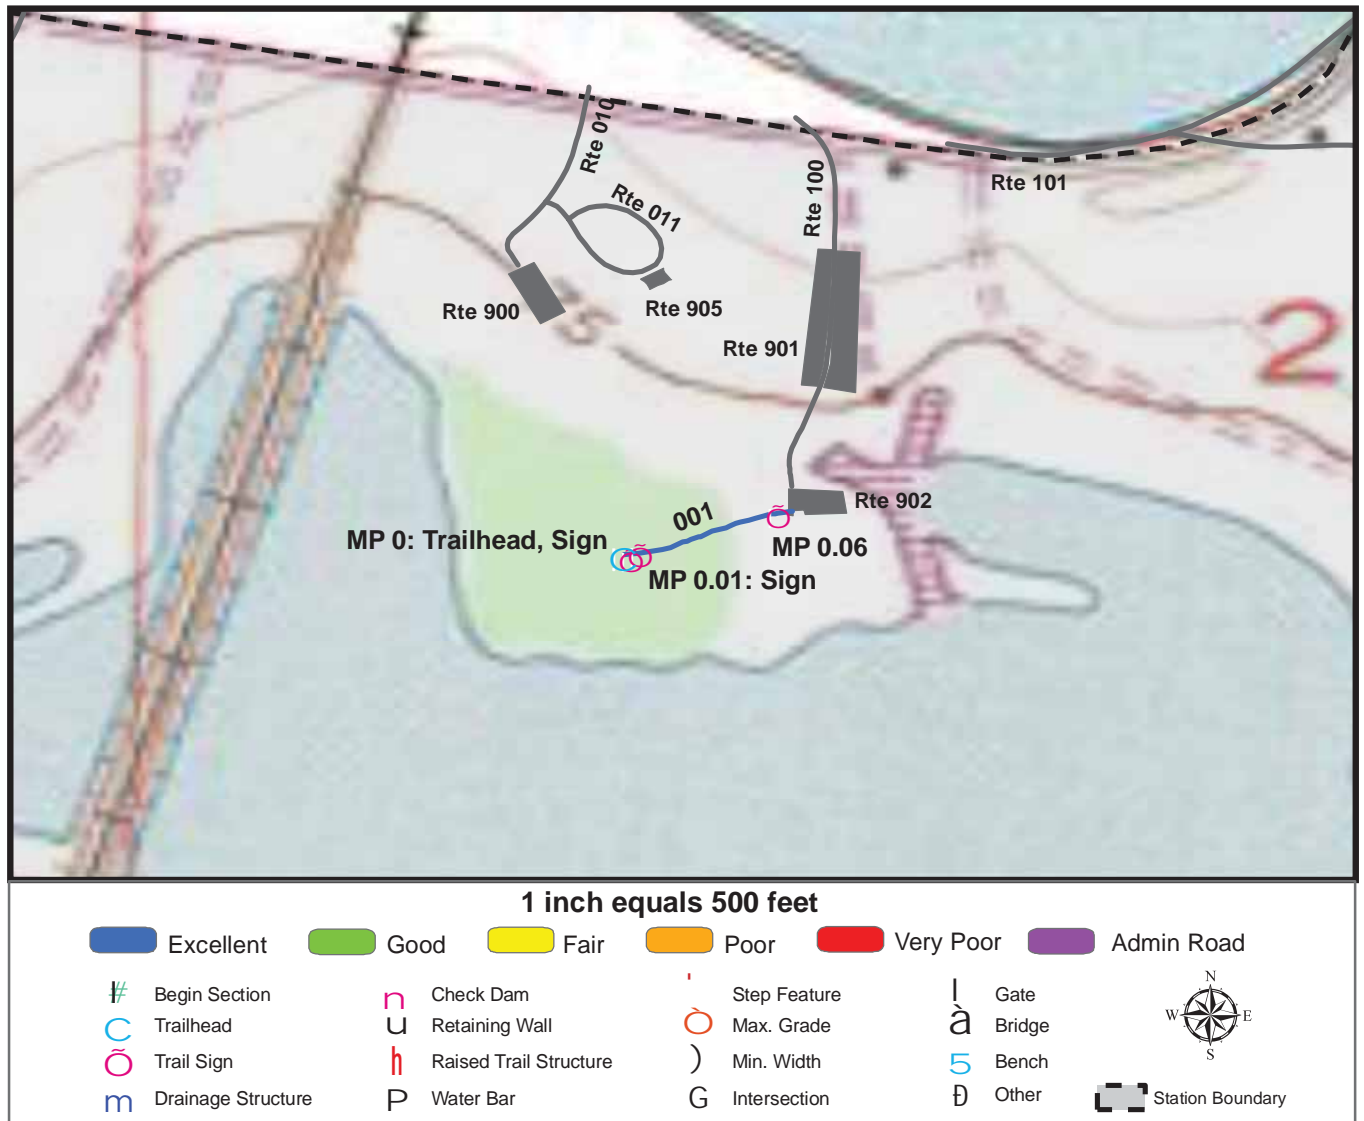 Rte 010
Rte 011
Rte 100
Rte 101
Rte 900
Rte 905
75
2
Rte 901
Rte 902
001
MP 0: Trailhead, Sign
MP 0.06
MP 0.01: Sign
1 inch equals 500 feet
Excellent Good Fair Poor Very Poor Admin Road
Begin Section n Check Dam ' Step Feature Gate N
C Trailhead u Retaining Wall Ò Max. Grade à Bridge W E
Õ Trail Sign h Raised Trail Structure ) Min. Width 5 Bench S
m Drainage Structure P Water Bar G Intersection Ð Other Station Boundary